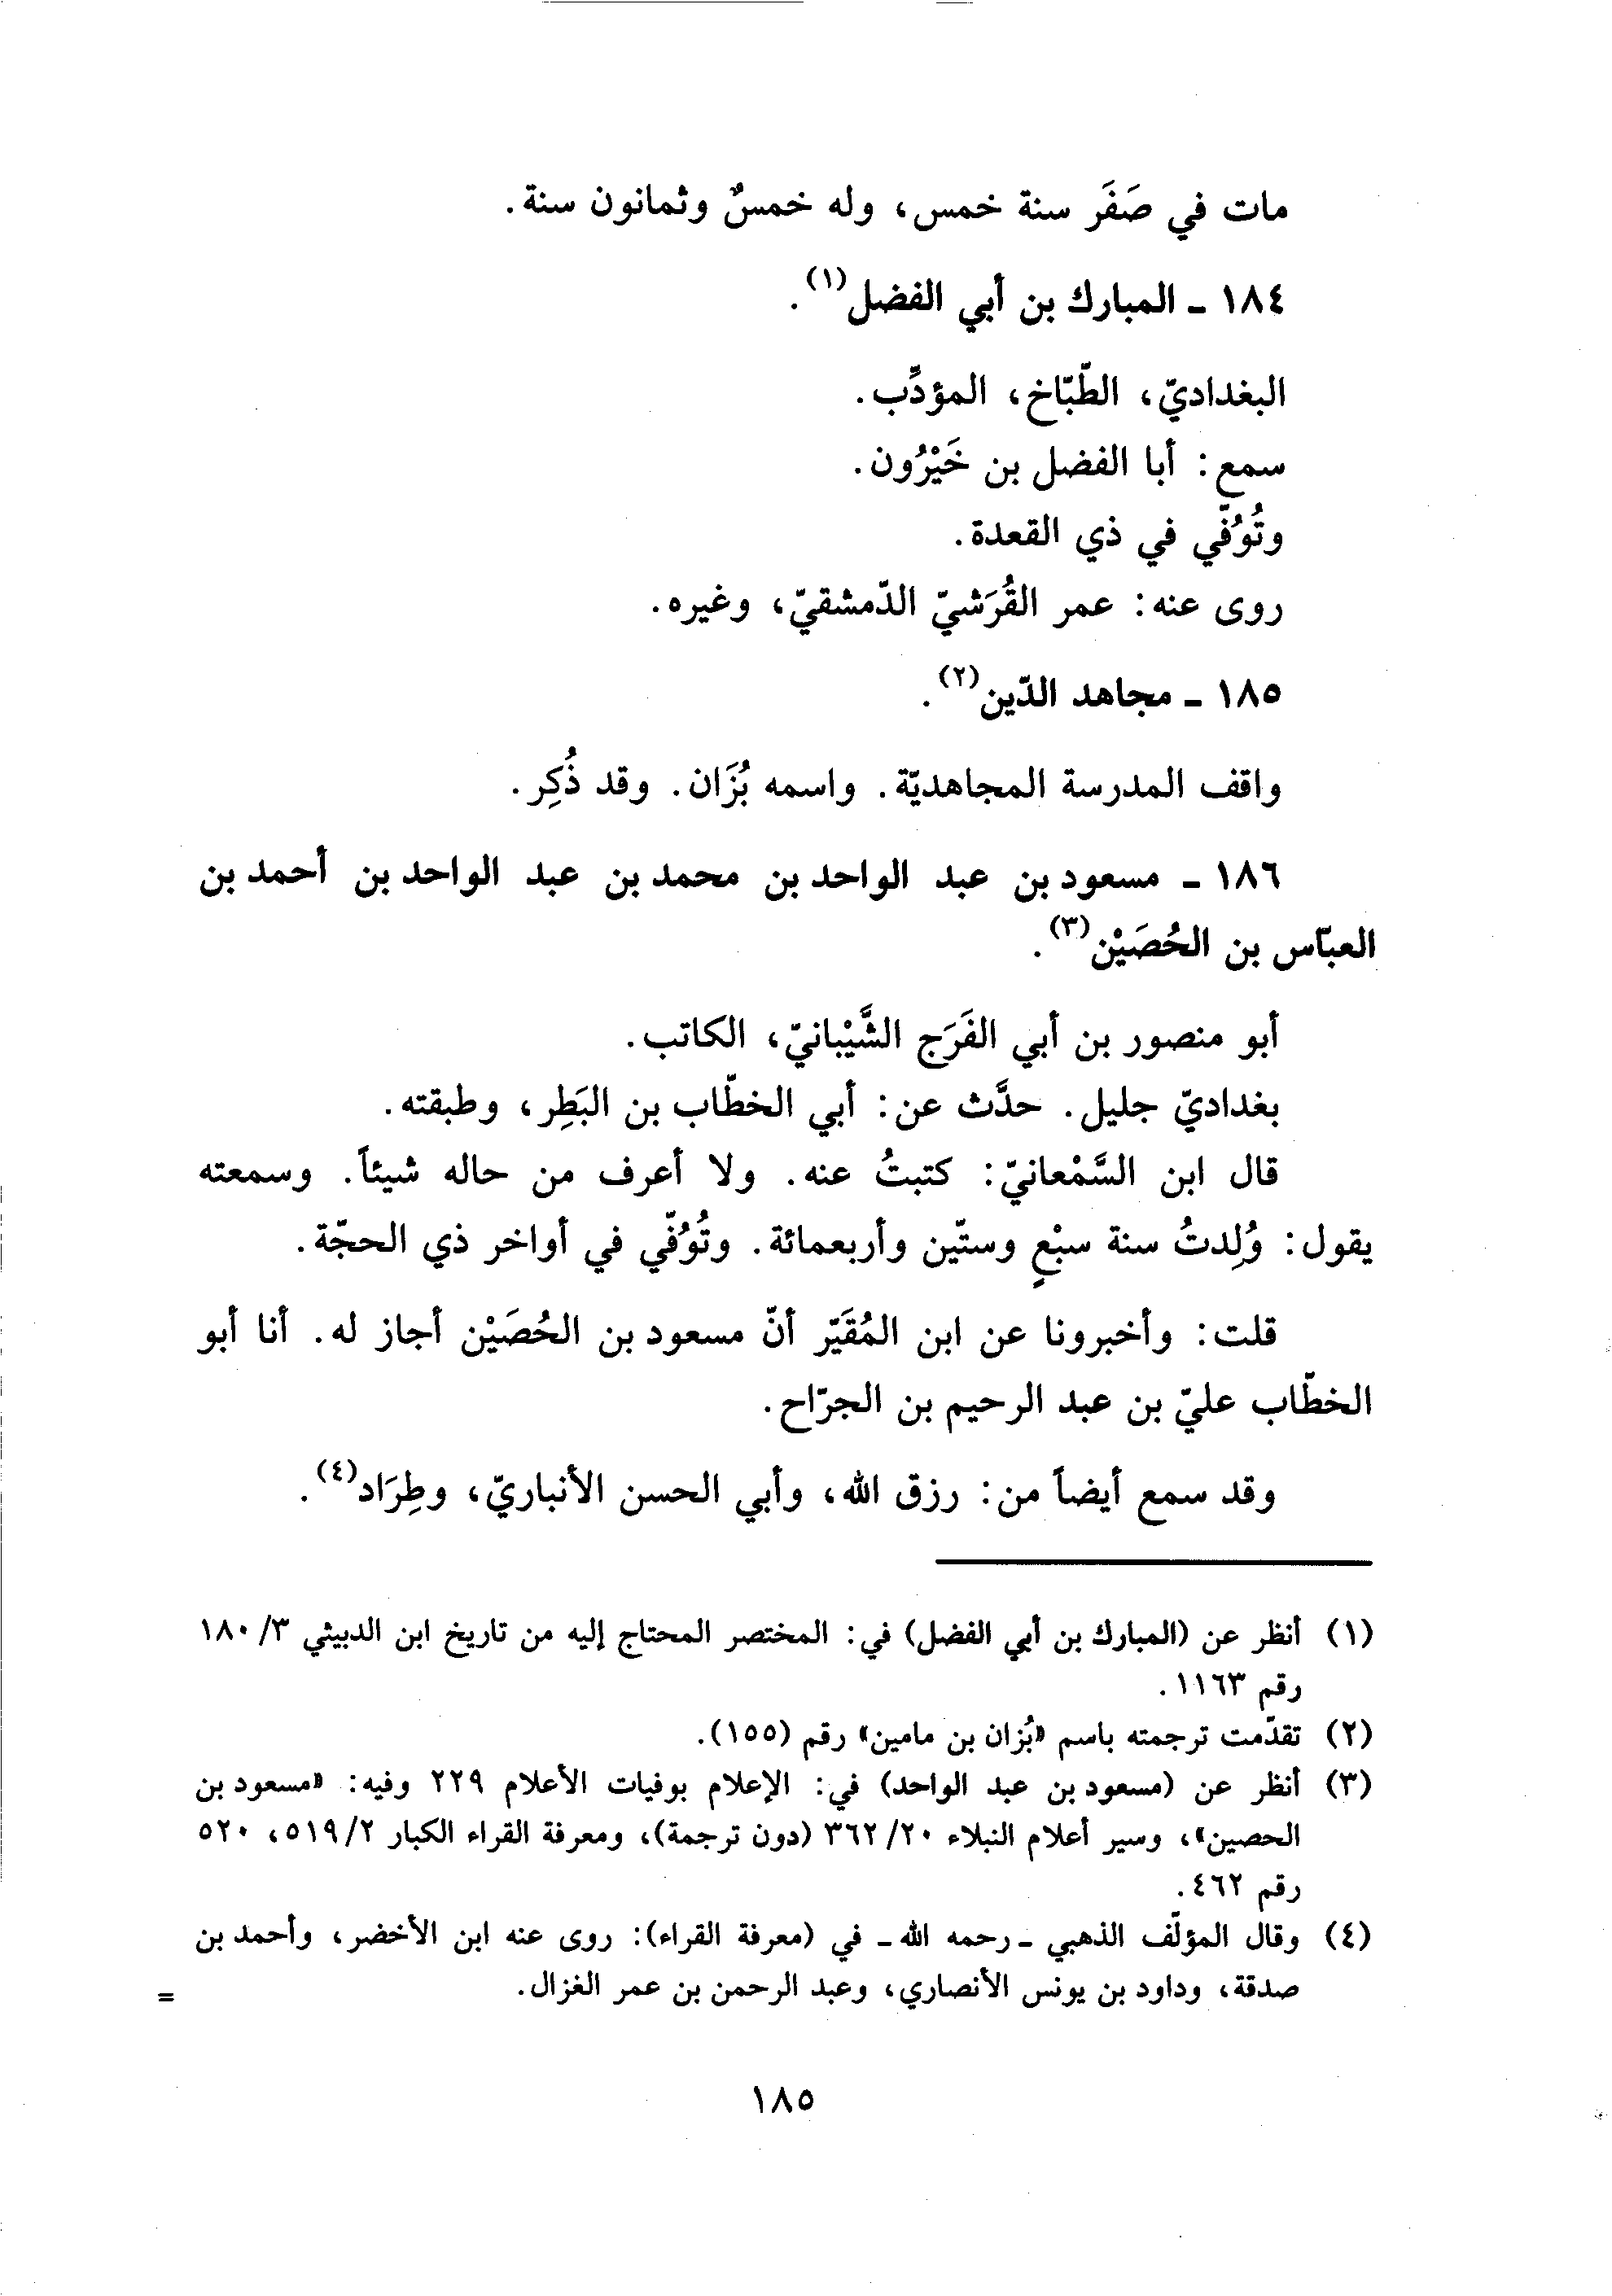 مات في صَفَر سنة خمس، وله خمسٌ وثمانون سنة.
١٨٤ ـ المبارك بن أبي الفضل(١).
البغداديّ، الطّبّاخ، المؤدِّب.
سمع: أبا الفضل بن خَيْرُون.
وتُوُفّي في ذي القعدة.
روى عنه: عمر القُرَشيّ الدّمشقيّ، وغيره.
١٨٥ ـ مجاهد الدّين(٢).
واقف المدرسة المجاهديّة. واسمه بُزَان. وقد ذُكِر.
١٨٦ ـ مسعود بن عبد الواحد بن محمد بن عبد الواحد بن أحمد بن
العبّاس بن الحُصَيْن(٣).
أبو منصور بن أبي الفَرَج الشَّيْبانيّ، الكاتب.
بغداديّ جليل. حدَّث عن: أبي الخطّاب بن البَطِر، وطبقته.
قال ابن السَّمْعانيّ: كتبتُ عنه. ولا أعرف من حاله شيئاً. وسمعته
يقول: وُلِدتُ سنة سبْعٍ وستّين وأربعمائة. وتُوُفّي في أواخر ذي الحجّة.
قلت: وأخبرونا عن ابن المُقَيّر أنّ مسعود بن الحُصَيْن أجاز له. أنا أبو
الخطّاب عليّ بن عبد الرحيم بن الجرّاح.
وقد سمع أيضاً من: رزق الله، وأبي الحسن الأنباريّ، وطِرَاد(٤).
(١) أنظر عن (المبارك بن أبي الفضل) في: المختصر المحتاج إليه من تاريخ ابن الدبيثي ٣/ ١٨٠
رقم ١١٦٣.
(٢) تقدّمت ترجمته باسم «بُزان بن مامين» رقم (١٥٥).
(٣) أنظر عن (مسعود بن عبد الواحد) في: الإعلام بوفيات الأعلام ٢٢٩ وفيه: «مسعود بن
الحصين»، وسير أعلام النبلاء ٢٠/ ٣٦٢ (دون ترجمة)، ومعرفة القراء الكبار ٢/ ٥١٩، ٥٢٠
رقم ٤٦٢.
(٤) وقال المؤلّف الذهبي ـ رحمه الله ـ في (معرفة القراء): روى عنه ابن الأخضر، وأحمد بن
صدقة، وداود بن يونس الأنصاري، وعبد الرحمن بن عمر الغزال. =
١٨٥